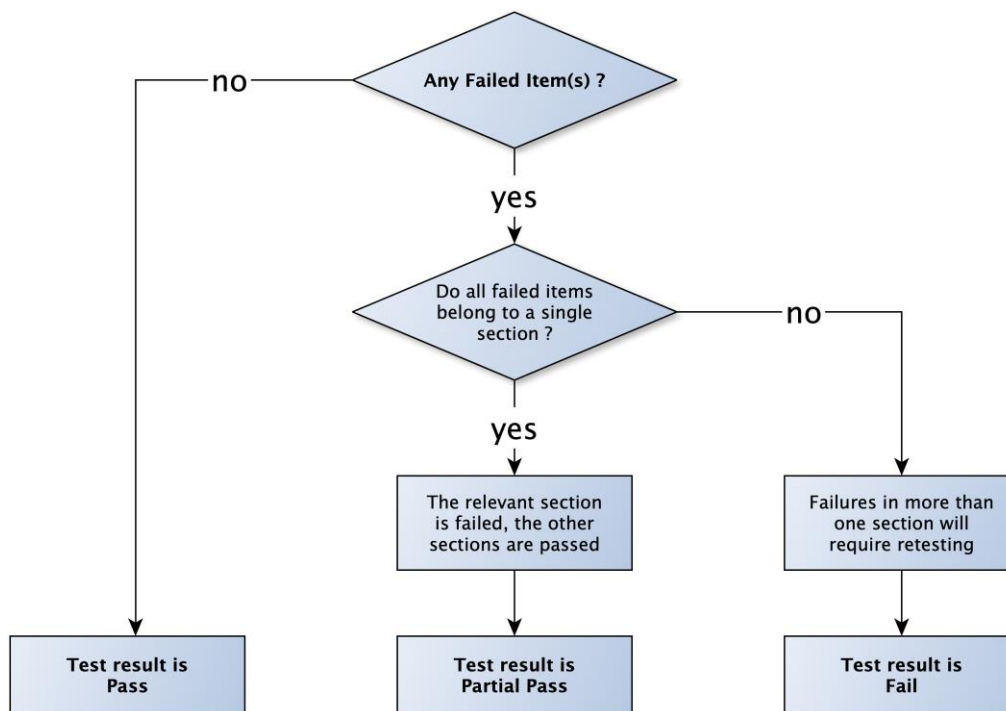 Any Failed Item(s) ?
no
yes
Do all failed items
belong to a single
section ?
no
yes
The relevant section
is failed, the other
sections are passed
Failures in more than
one section will
require retesting
Test result is
Pass
Test result is
Partial Pass
Test result is
Fail